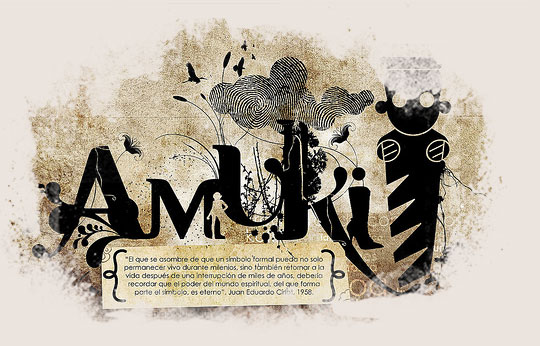 AMUKi
"El que se asombre de que un símbolo formal pueda no solo
permanecer vivo durante milenios, sino también retornar a la
vida después de una interrupción de miles de años, debería
recordar que el poder del mundo espiritual, del que forma
parte el símbolo, es eterno". Juan Eduardo Cirlot, 1958.